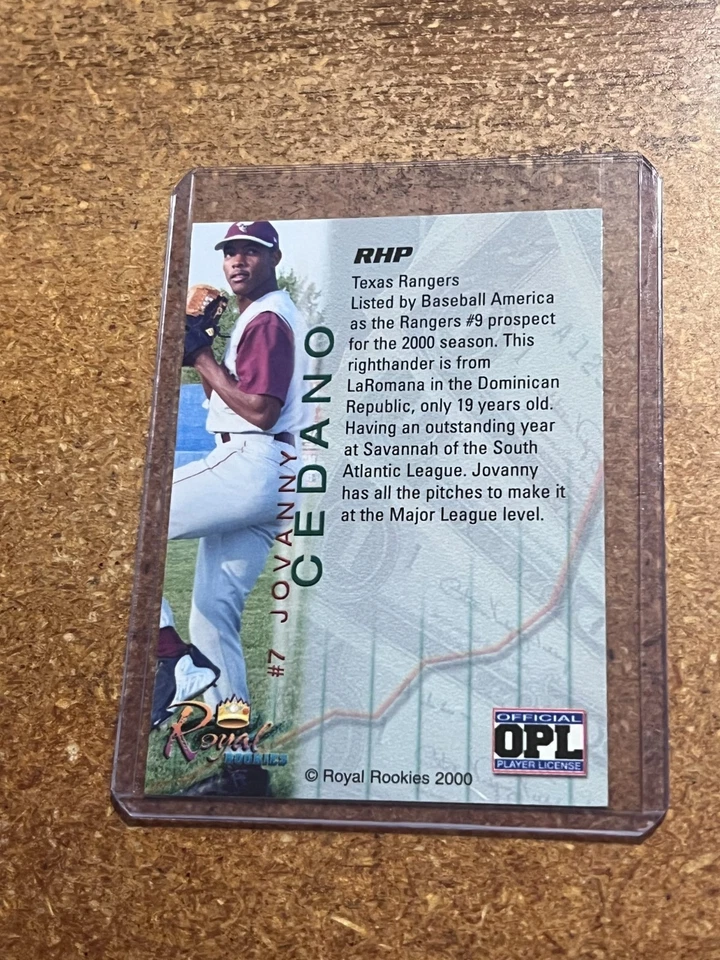 RHP
Texas Rangers
Listed by Baseball America
as the Rangers #9 prospect
for the 2000 season. This
righthander is from
LaRomana in the Dominican
Republic, only 19 years old.
Having an outstanding year
at Savannah of the South
Atlantic League. Jovanny
has all the pitches to make it
at the Major League level.
#7 JOVANNY
CEDANO
Royal
ROOKIES
© Royal Rookies 2000
OFFICIAL
OPL
PLAYER LICENSE